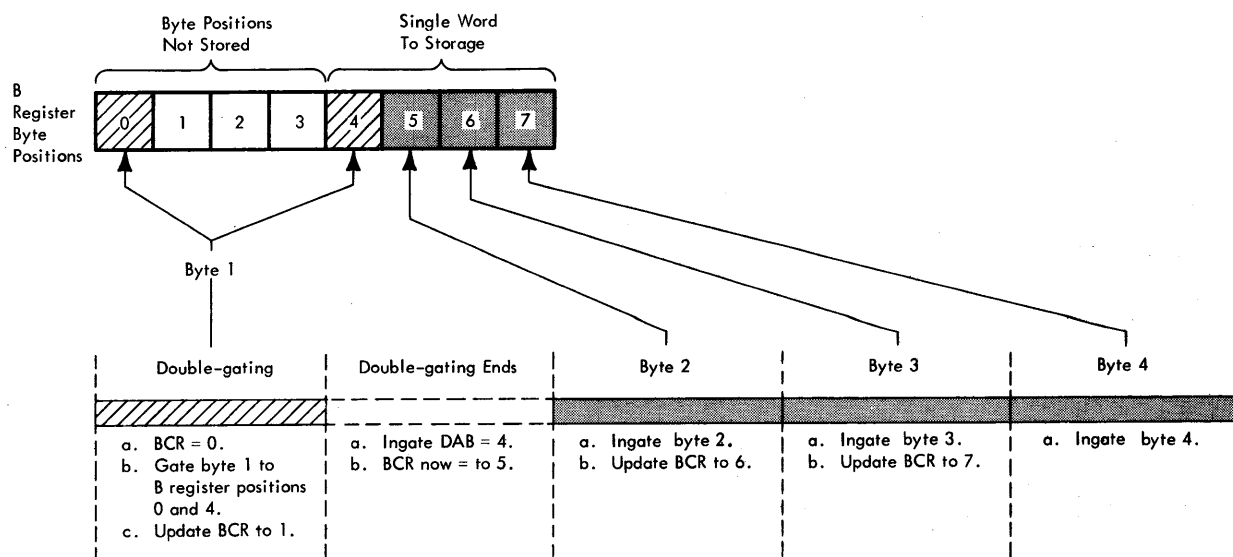 Byte Positions
Not Stored
Single Word
To Storage
B
Register
Byte
Positions
0 1 2 3 4 5 6 7
Byte 1
Double-gating
Double-gating Ends
Byte 2
Byte 3
Byte 4
a. BCR = 0.
b. Gate byte 1 to
B register positions
0 and 4.
c. Update BCR to 1.
a. Ingate DAB = 4.
b. BCR now = to 5.
a. Ingate byte 2.
b. Update BCR to 6.
a. Ingate byte 3.
b. Update BCR to 7.
a. Ingate byte 4.